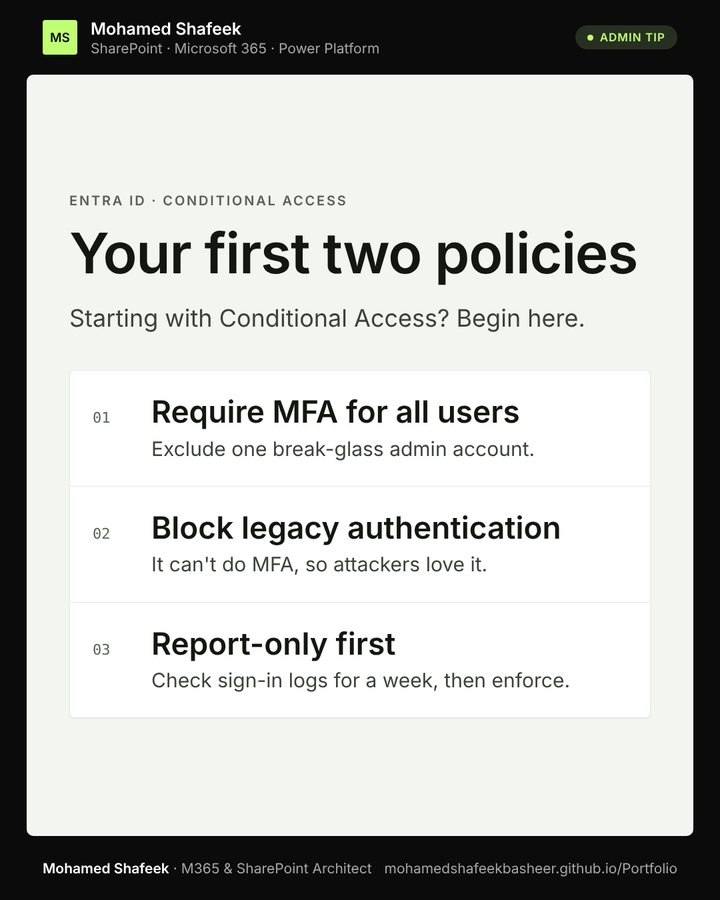 MS
Mohamed Shafeek
SharePoint · Microsoft 365 · Power Platform
ADMIN TIP
ENTRA ID · CONDITIONAL ACCESS
Your first two policies
Starting with Conditional Access? Begin here.
01
Require MFA for all users
Exclude one break-glass admin account.
02
Block legacy authentication
It can't do MFA, so attackers love it.
03
Report-only first
Check sign-in logs for a week, then enforce.
Mohamed Shafeek · M365 & SharePoint Architect
mohamedshafeekbasheer.github.io/Portfolio